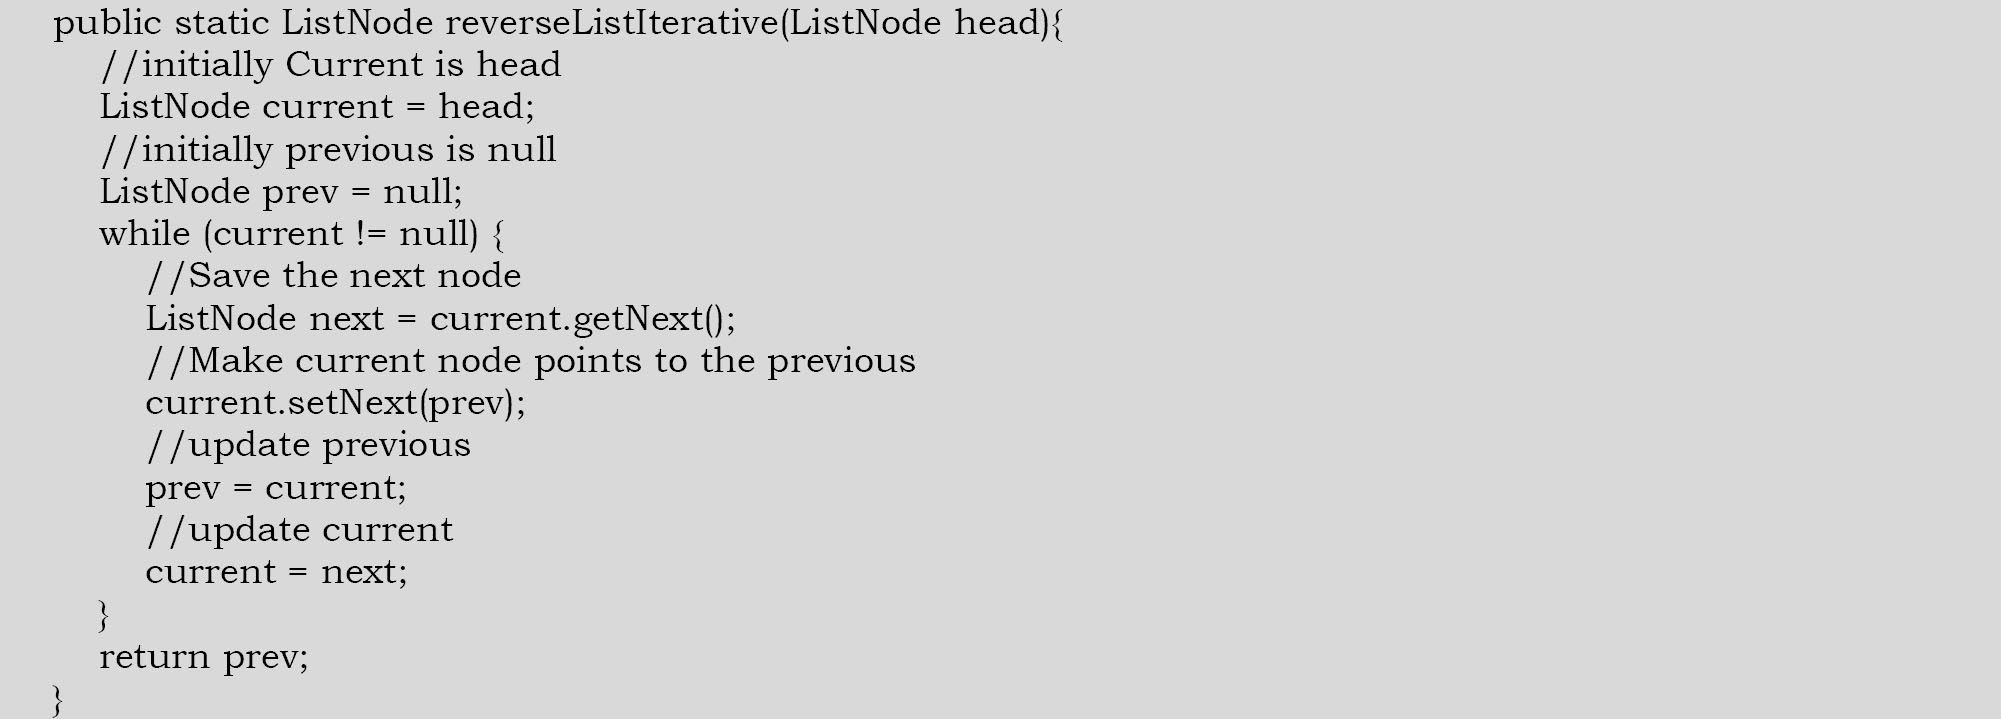 public static ListNode reverseListIterative(ListNode head){
//initially Current is head
ListNode current = head;
//initially previous is null
ListNode prev = null;
while (current != null) {
//Save the next node
ListNode next = current.getNext();
//Make current node points to the previous
current.setNext(prev);
//update previous
prev = current;
//update current
current = next;
}
return prev;
}